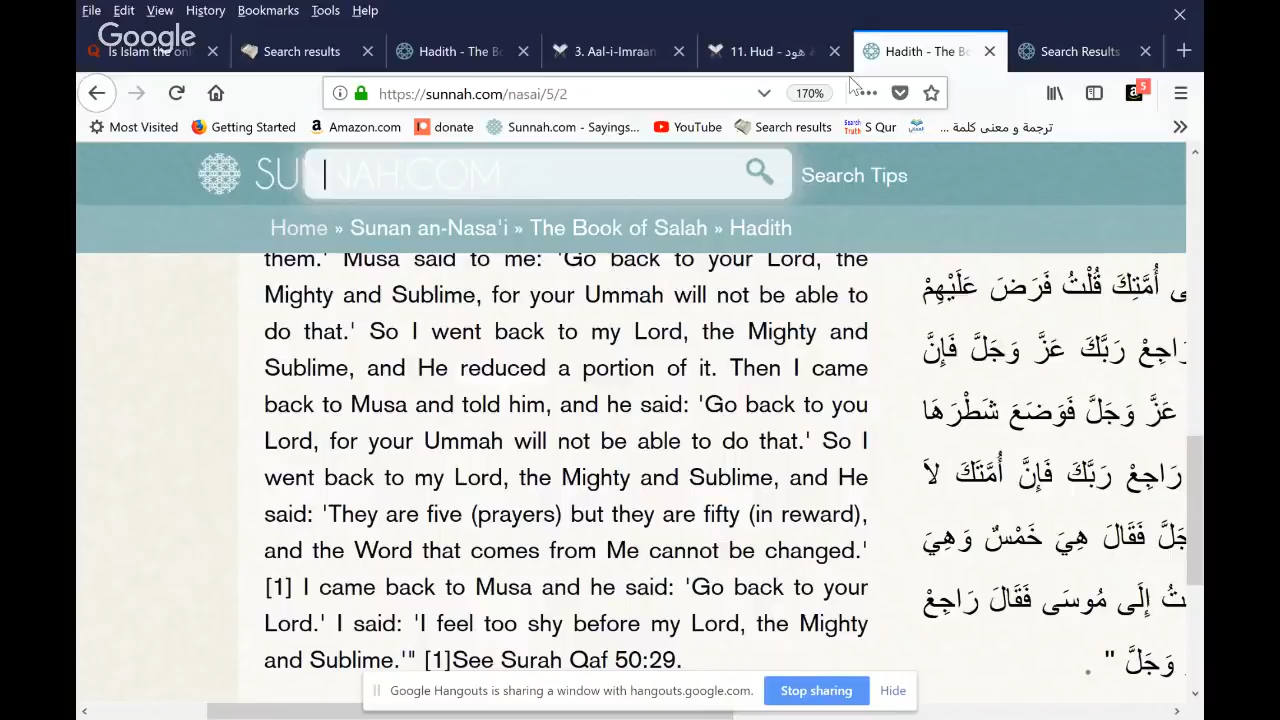 File Edit View History Bookmarks Tools Help
Google
Is Islam the onl
Search results
Hadith - The Bo
3. Aal-i-Imraan
11. Hud - هود
Hadith - The Bo
Search Results
https://sunnah.com/nasai/5/2
170%
5
Most Visited Getting Started Amazon.com donate Sunnah.com - Sayings... YouTube Search results S Qur ترجمة و معنى كلمة ...
SUNNAH.COM
Search Tips
Home » Sunan an-Nasa'i » The Book of Salah » Hadith
them.' Musa said to me: 'Go back to your Lord, the
Mighty and Sublime, for your Ummah will not be able to
do that.' So I went back to my Lord, the Mighty and
Sublime, and He reduced a portion of it. Then I came
back to Musa and told him, and he said: 'Go back to you
Lord, for your Ummah will not be able to do that.' So I
went back to my Lord, the Mighty and Sublime, and He
said: 'They are five (prayers) but they are fifty (in reward),
and the Word that comes from Me cannot be changed.'
[1] I came back to Musa and he said: 'Go back to your
Lord.' I said: 'I feel too shy before my Lord, the Mighty
and Sublime.'" [1]See Surah Qaf 50:29.
أُمَّتِكَ قُلْتُ فَرَضَ عَلَيْهِمْ
رَاجِعْ رَبَّكَ عَزَّ وَجَلَّ فَإِنَّ
عَزَّ وَجَلَّ فَوَضَعَ شَطْرَهَا
رَاجِعْ رَبَّكَ فَإِنَّ أُمَّتَكَ لاَ
فَقَالَ هِيَ خَمْسٌ وَهِيَ
إِلَى مُوسَى فَقَالَ رَاجِعْ
وَجَلَّ " .
Google Hangouts is sharing a window with hangouts.google.com. Stop sharing Hide